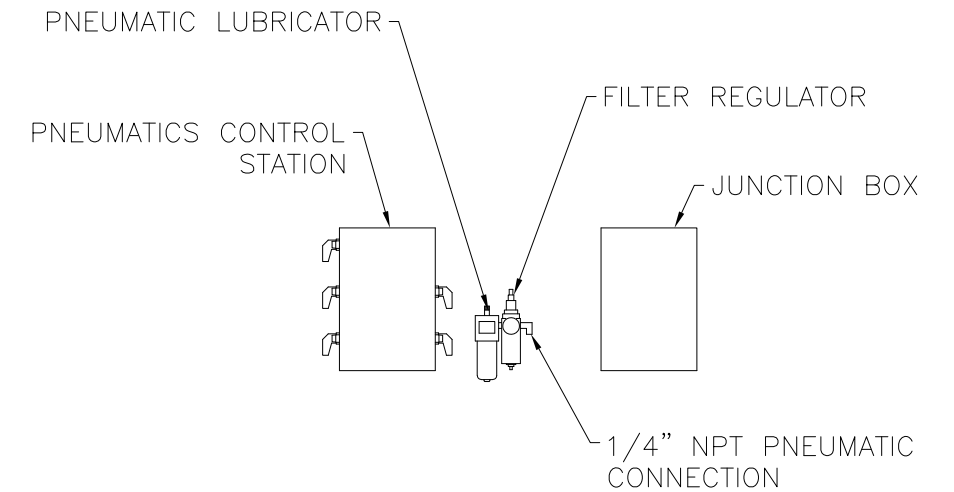 PNEUMATIC LUBRICATOR
FILTER REGULATOR
PNEUMATICS CONTROL
STATION
JUNCTION BOX
1/4” NPT PNEUMATIC
CONNECTION